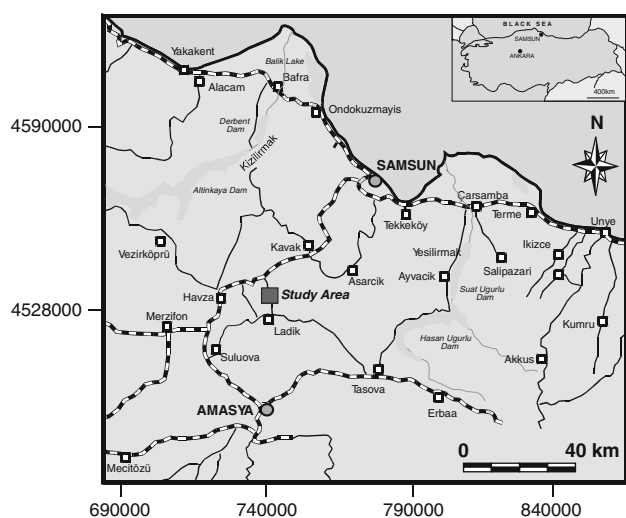 BLACK SEA
SAMSUN
ANKARA
400km
Yakakent
Balik Lake
Bafra
Alacam
Ondokuzmayis
Derbent
Dam
4590000
Kizilirmak
N
SAMSUN
Altinkaya Dam
Carsamba
Terme
Tekkeköy
Unye
Vezirköprü
Kavak
Yesilirmak
Ikizce
Asarcik
Ayvacik
Salipazari
Havza
Study Area
Suat Ugurlu
Dam
4528000
Merzifon
Ladik
Kumru
Hasan Ugurlu
Dam
Suluova
Akkus
Tasova
AMASYA
Erbaa
Mecitözü
0 40 km
690000 740000 790000 840000